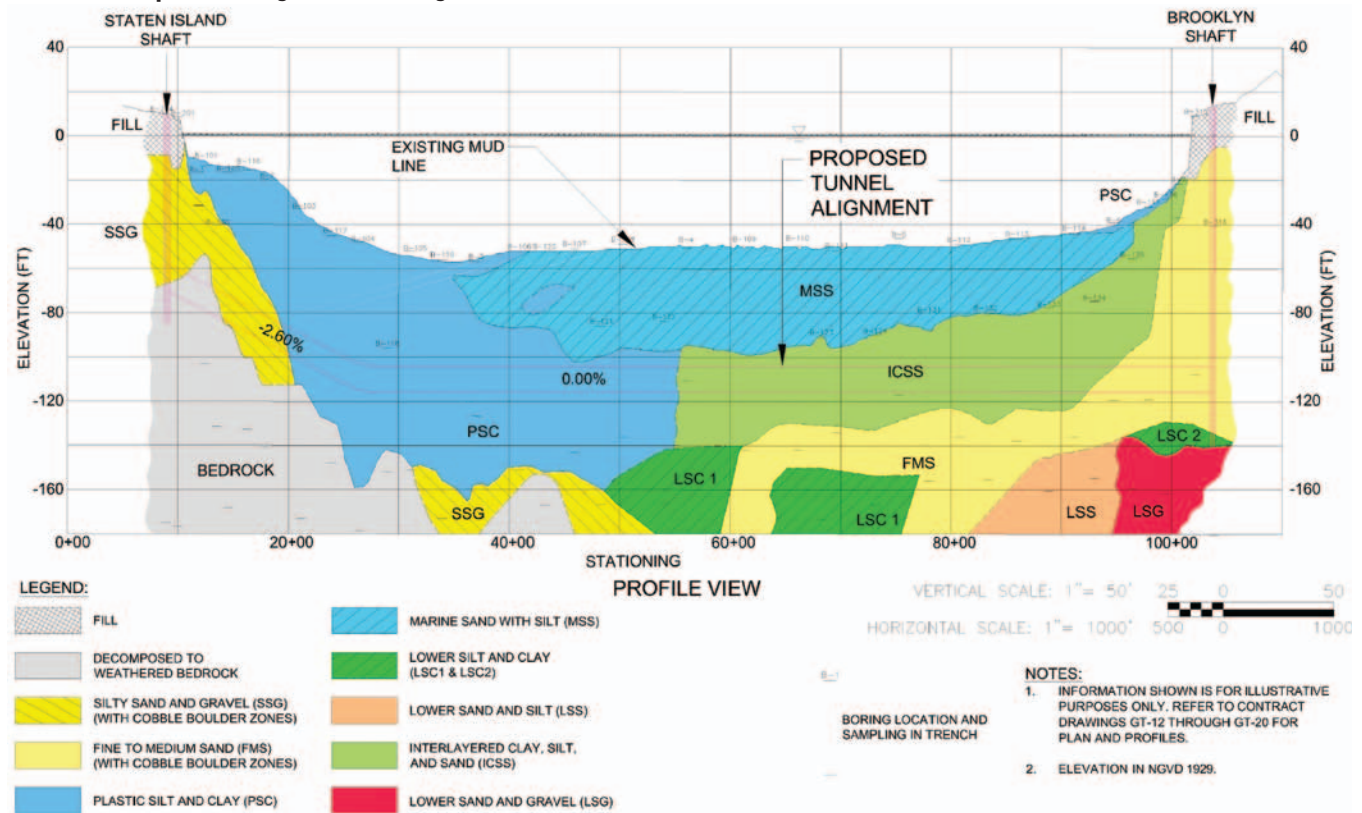 STATEN ISLAND
SHAFT
BROOKLYN
SHAFT
40
0
-40
-80
-120
-160
ELEVATION (FT)
40
0
-40
-80
-120
-160
ELEVATION (FT)
FILL
FILL
EXISTING MUD
LINE
PROPOSED
TUNNEL
ALIGNMENT
PSC
SSG
MSS
-2.60%
0.00%
ICSS
PSC
BEDROCK
LSC 2
FMS
LSC 1
SSG
LSC 1
LSS
LSG
0+00
20+00
40+00
60+00
80+00
100+00
STATIONING
PROFILE VIEW
LEGEND:
FILL
DECOMPOSED TO
WEATHERED BEDROCK
SILTY SAND AND GRAVEL (SSG)
(WITH COBBLE BOULDER ZONES)
FINE TO MEDIUM SAND (FMS)
(WITH COBBLE BOULDER ZONES)
PLASTIC SILT AND CLAY (PSC)
MARINE SAND WITH SILT (MSS)
LOWER SILT AND CLAY
(LSC1 & LSC2)
LOWER SAND AND SILT (LSS)
INTERLAYERED CLAY, SILT,
AND SAND (ICSS)
LOWER SAND AND GRAVEL (LSG)
VERTICAL SCALE: 1"= 50' 25 0 50
HORIZONTAL SCALE: 1"= 1000' 500 0 1000
BORING LOCATION AND
SAMPLING IN TRENCH
NOTES:
1. INFORMATION SHOWN IS FOR ILLUSTRATIVE
PURPOSES ONLY. REFER TO CONTRACT
DRAWINGS GT-12 THROUGH GT-20 FOR
PLAN AND PROFILES.
2. ELEVATION IN NGVD 1929.